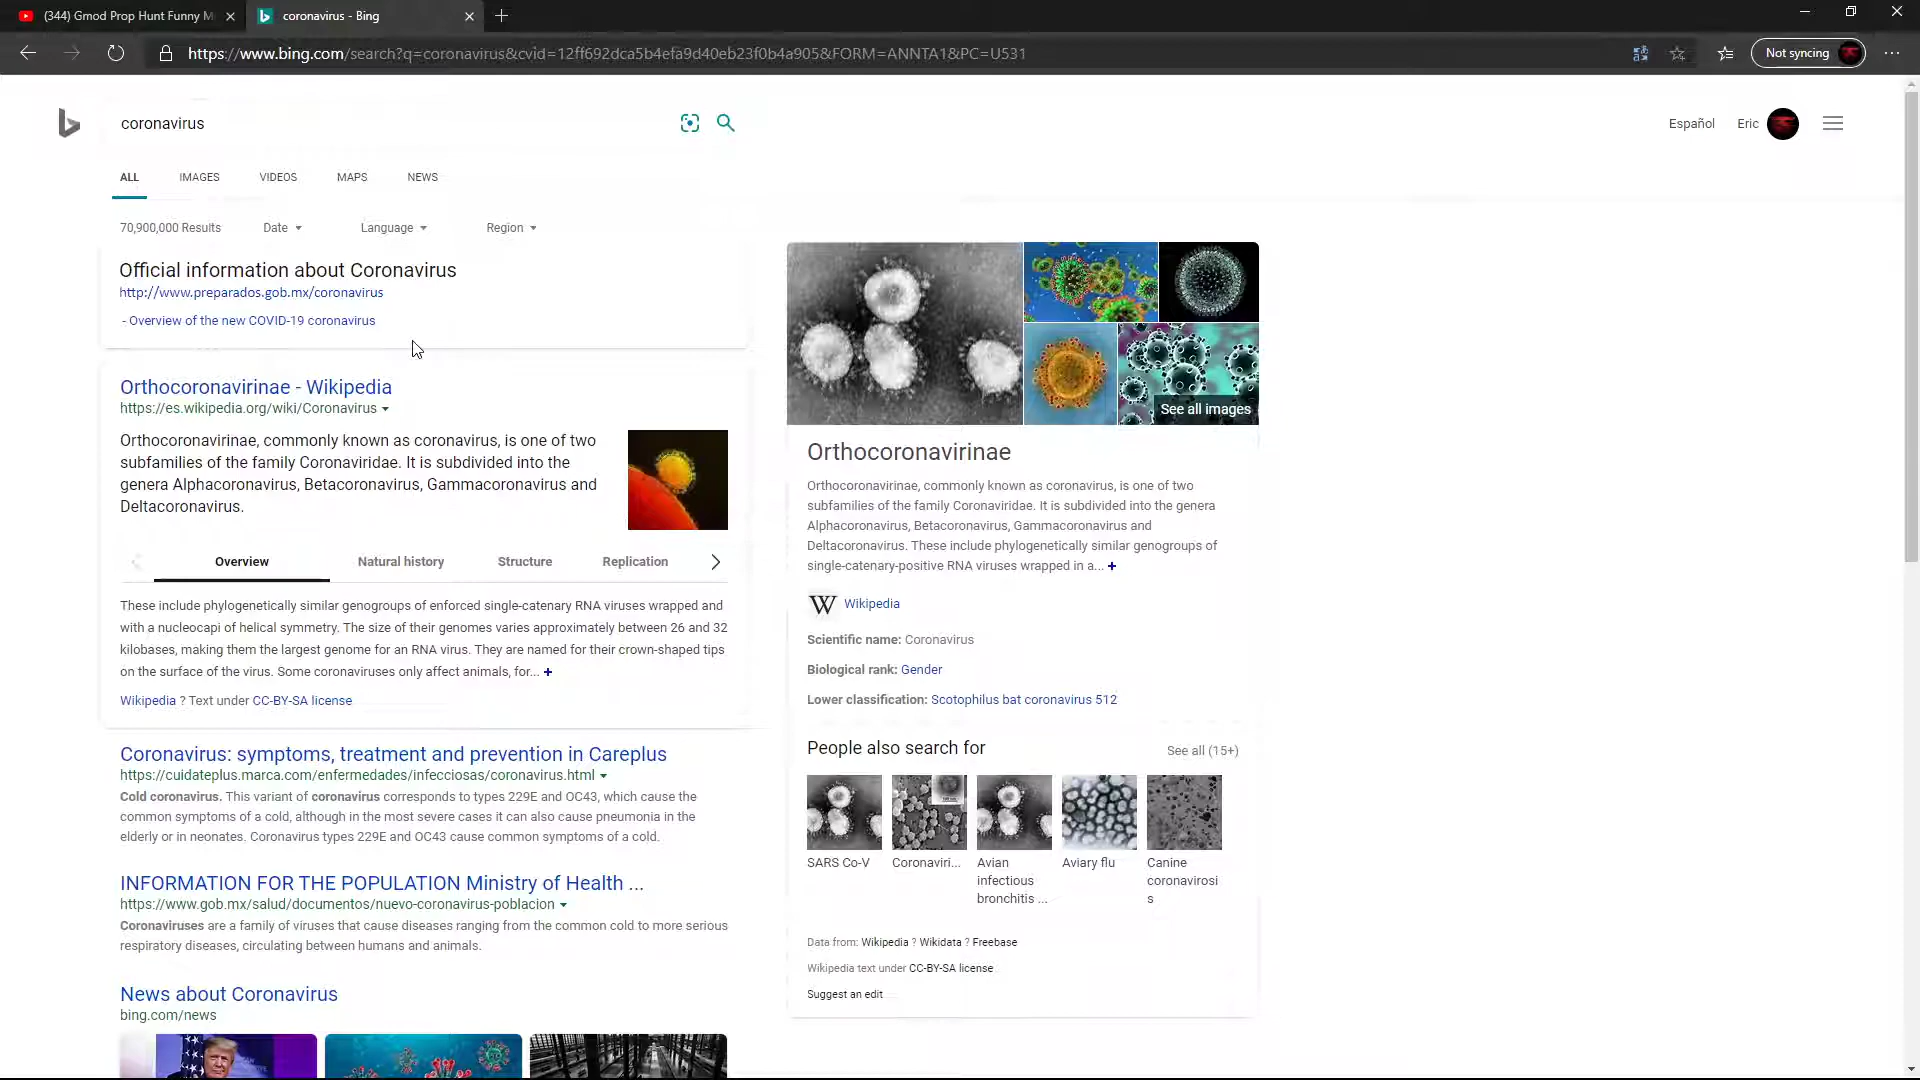 (344) Gmod Prop Hunt Funny M
coronavirus - Bing
https://www.bing.com/search?q=coronavirus&cvid=12ff692dca5b4efa9d40eb23f0b4a905&FORM=ANNTA1&PC=U531
Not syncing
coronavirus
Español
Eric
ALL
IMAGES
VIDEOS
MAPS
NEWS
70,900,000 Results
Date
Language
Region
Official information about Coronavirus
http://www.preparados.gob.mx/coronavirus
- Overview of the new COVID-19 coronavirus
Orthocoronavirinae - Wikipedia
https://es.wikipedia.org/wiki/Coronavirus
Orthocoronavirinae, commonly known as coronavirus, is one of two
subfamilies of the family Coronaviridae. It is subdivided into the
genera Alphacoronavirus, Betacoronavirus, Gammacoronavirus and
Deltacoronavirus.
Overview
Natural history
Structure
Replication
These include phylogenetically similar genogroups of enforced single-catenary RNA viruses wrapped and
with a nucleocapi of helical symmetry. The size of their genomes varies approximately between 26 and 32
kilobases, making them the largest genome for an RNA virus. They are named for their crown-shaped tips
on the surface of the virus. Some coronaviruses only affect animals, for... +
Wikipedia ? Text under CC-BY-SA license
Coronavirus: symptoms, treatment and prevention in Careplus
https://cuidateplus.marca.com/enfermedades/infecciosas/coronavirus.html
Cold coronavirus. This variant of coronavirus corresponds to types 229E and OC43, which cause the
common symptoms of a cold, although in the most severe cases it can also cause pneumonia in the
elderly or in neonates. Coronavirus types 229E and OC43 cause common symptoms of a cold.
INFORMATION FOR THE POPULATION Ministry of Health ...
https://www.gob.mx/salud/documentos/nuevo-coronavirus-poblacion
Coronaviruses are a family of viruses that cause diseases ranging from the common cold to more serious
respiratory diseases, circulating between humans and animals.
News about Coronavirus
bing.com/news
See all images
Orthocoronavirinae
Orthocoronavirinae, commonly known as coronavirus, is one of two
subfamilies of the family Coronaviridae. It is subdivided into the genera
Alphacoronavirus, Betacoronavirus, Gammacoronavirus and
Deltacoronavirus. These include phylogenetically similar genogroups of
single-catenary-positive RNA viruses wrapped in a... +
W Wikipedia
Scientific name: Coronavirus
Biological rank: Gender
Lower classification: Scotophilus bat coronavirus 512
People also search for
See all (15+)
SARS Co-V
Coronaviri...
Avian
infectious
bronchitis ...
Aviary flu
Canine
coronavirosi
s
Data from: Wikipedia ? Wikidata ? Freebase
Wikipedia text under CC-BY-SA license
Suggest an edit